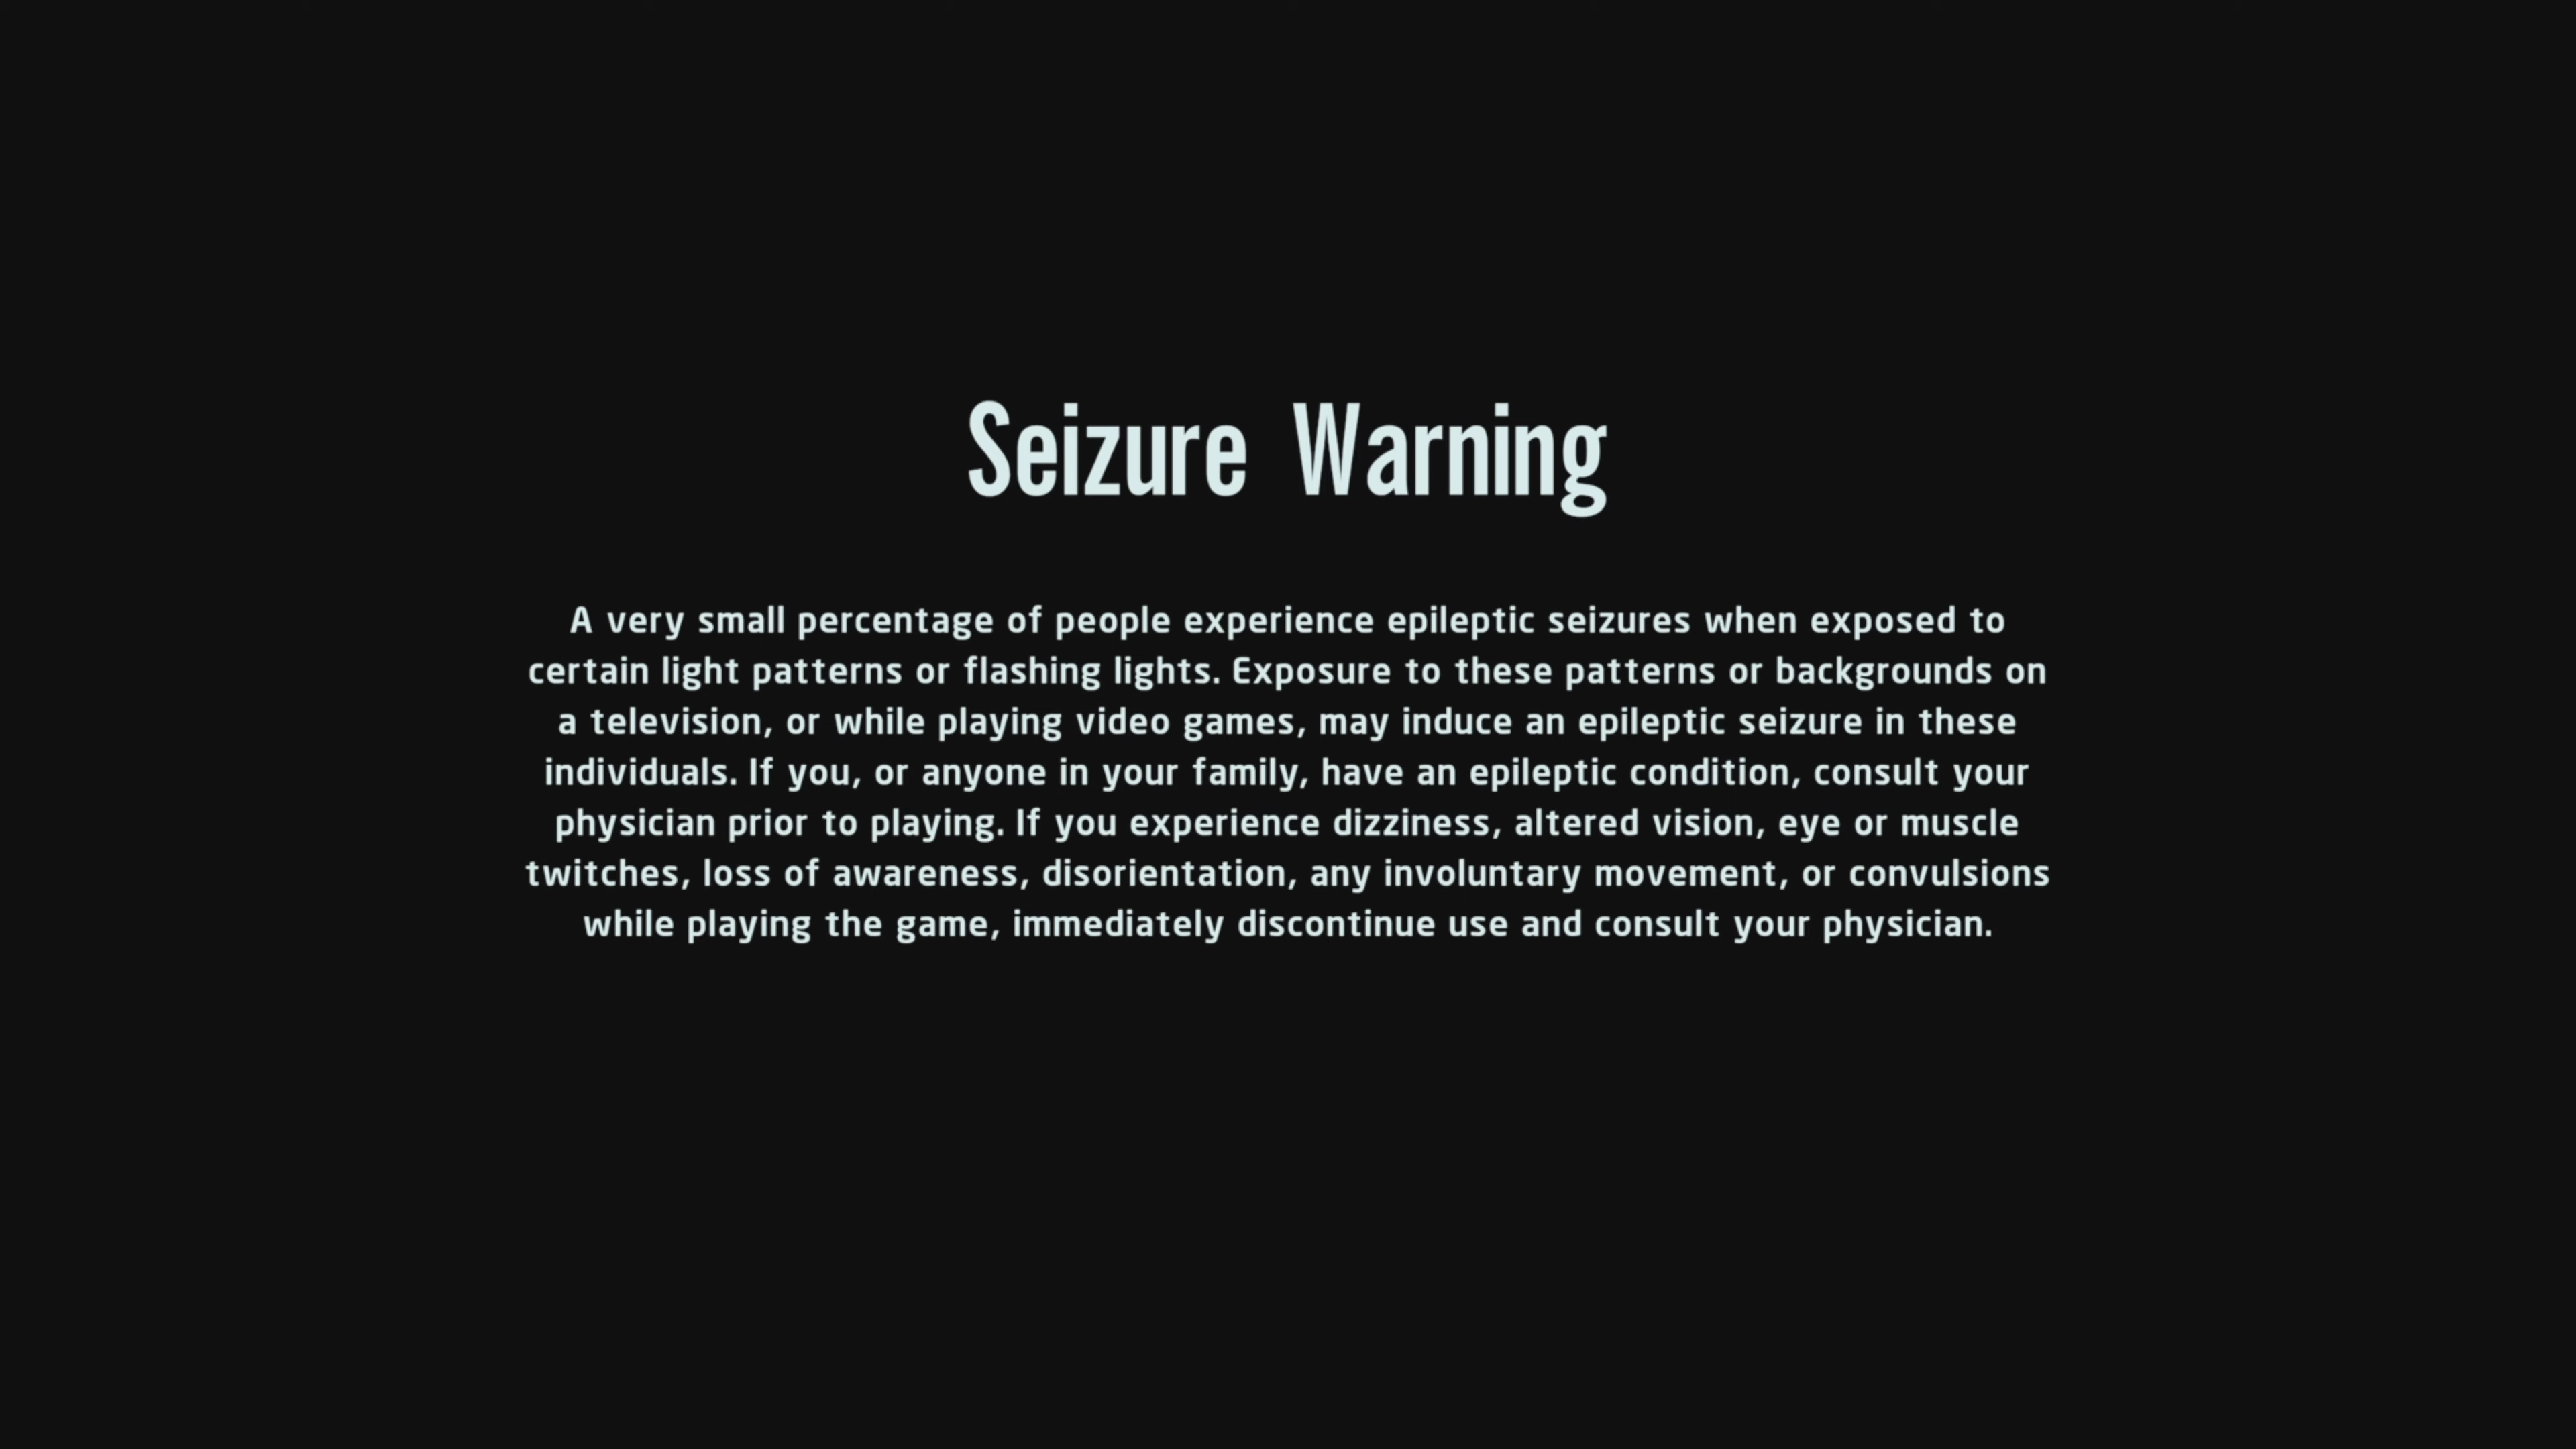 Seizure Warning
A very small percentage of people experience epileptic seizures when exposed to
certain light patterns or flashing lights. Exposure to these patterns or backgrounds on
a television, or while playing video games, may induce an epileptic seizure in these
individuals. If you, or anyone in your family, have an epileptic condition, consult your
physician prior to playing. If you experience dizziness, altered vision, eye or muscle
twitches, loss of awareness, disorientation, any involuntary movement, or convulsions
while playing the game, immediately discontinue use and consult your physician.